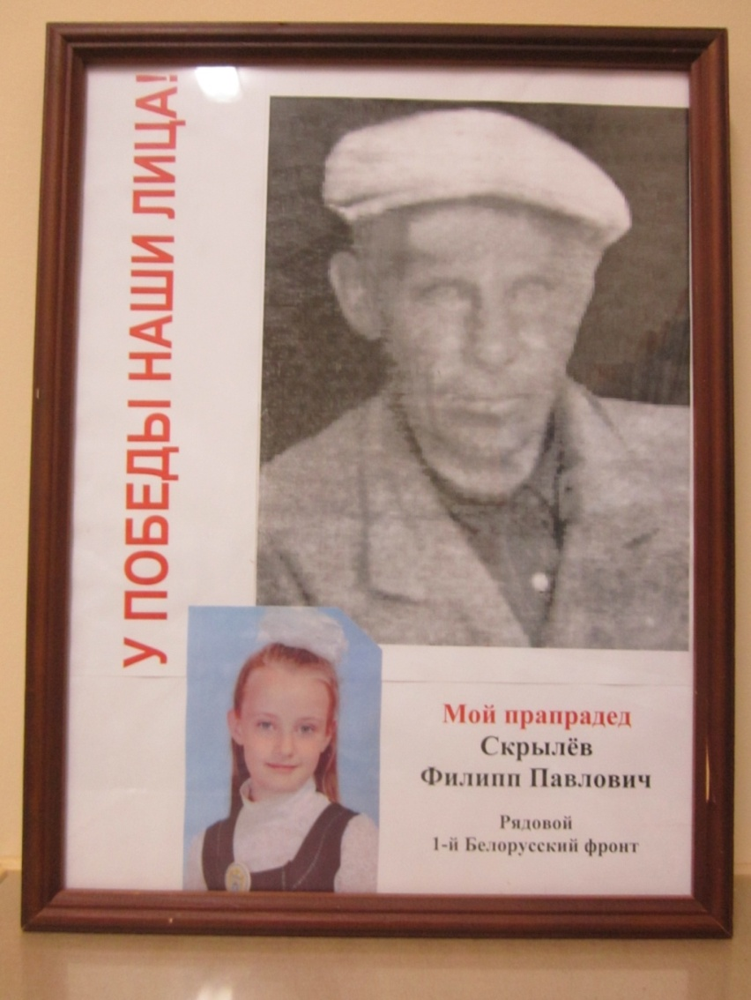 У ПОБЕДЫ НАШИ ЛИЦА!
Мой прапрадед
Скрылёв
Филипп Павлович
Рядовой
1-й Белорусский фронт